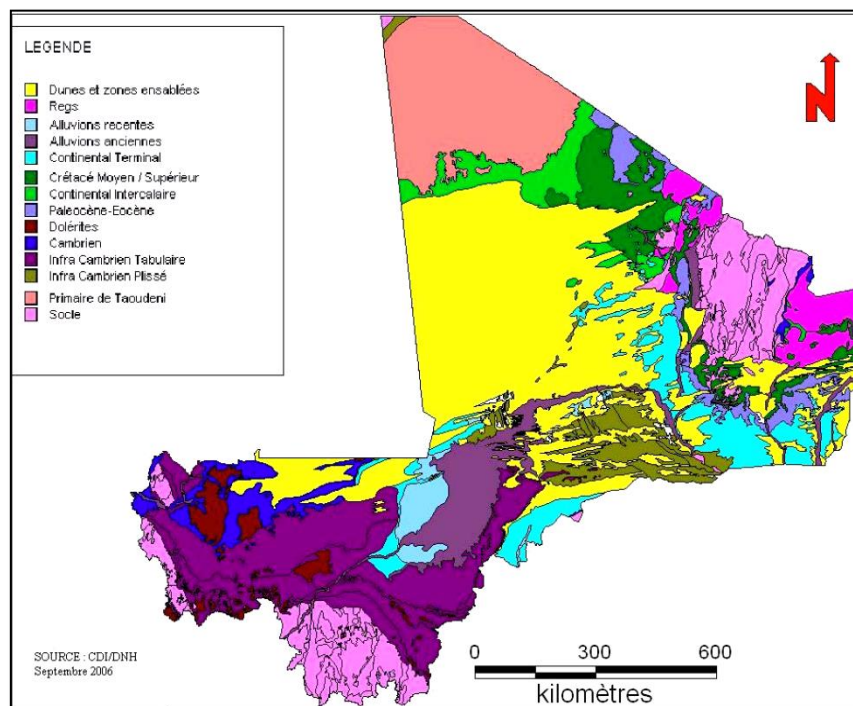 LEGENDE
Dunes et zones ensablées
Regs
Alluvions recentes
Alluvions anciennes
Continental Terminal
Crétacé Moyen / Supérieur
Continental Intercalaire
Paleocène-Eocène
Dolérites
Cambrien
Infra Cambrien Tabulaire
Infra Cambrien Plissé
Primaire de Taoudeni
Socle
N
SOURCE : CDI/DNH
Septembre 2006
0 300 600
kilomètres